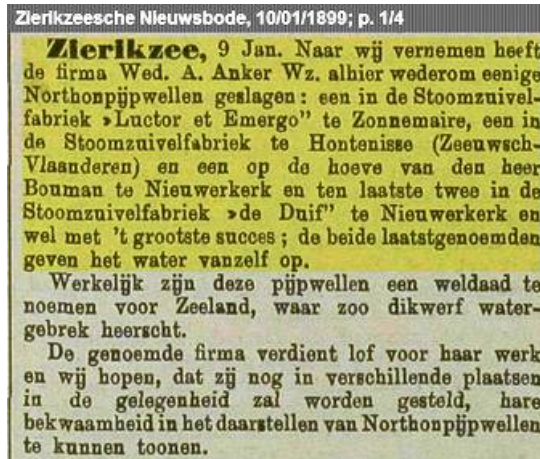 Zierikzeesche Nieuwsbode, 10/01/1899; p. 1/4
Zierikzee, 9 Jan. Naar wij vernemen heeft
de firma Wed. A. Anker Wz. alhier wederom eenige
Northonpijpwellen geslagen: een in de Stoomzuivel-
fabriek »Luctor et Emergo" te Zonnemaire, een in
de Stoomzuivelfabriek te Hontenisse (Zeeuwsch-
Vlaanderen) en een op de hoeve van den heer
Bouman te Nieuwerkerk en ten laatste twee in de
Stoomzuivelfabriek »de Duif" te Nieuwerkerk en
wel met 't grootste succes; de beide laatstgenoemden
geven het water vanzelf op.
Werkelijk zijn deze pijpwellen een weldaad te
noemen voor Zeeland, waar zoo dikwerf water-
gebrek heerscht.
De genoemde firma verdient lof voor haar werk
en wij hopen, dat zij nog in verschillende plaatsen
in de gelegenheid zal worden gesteld, hare
bekwaamheid in het daarstellen van Northonpijpwellen
te kunnen toonen.